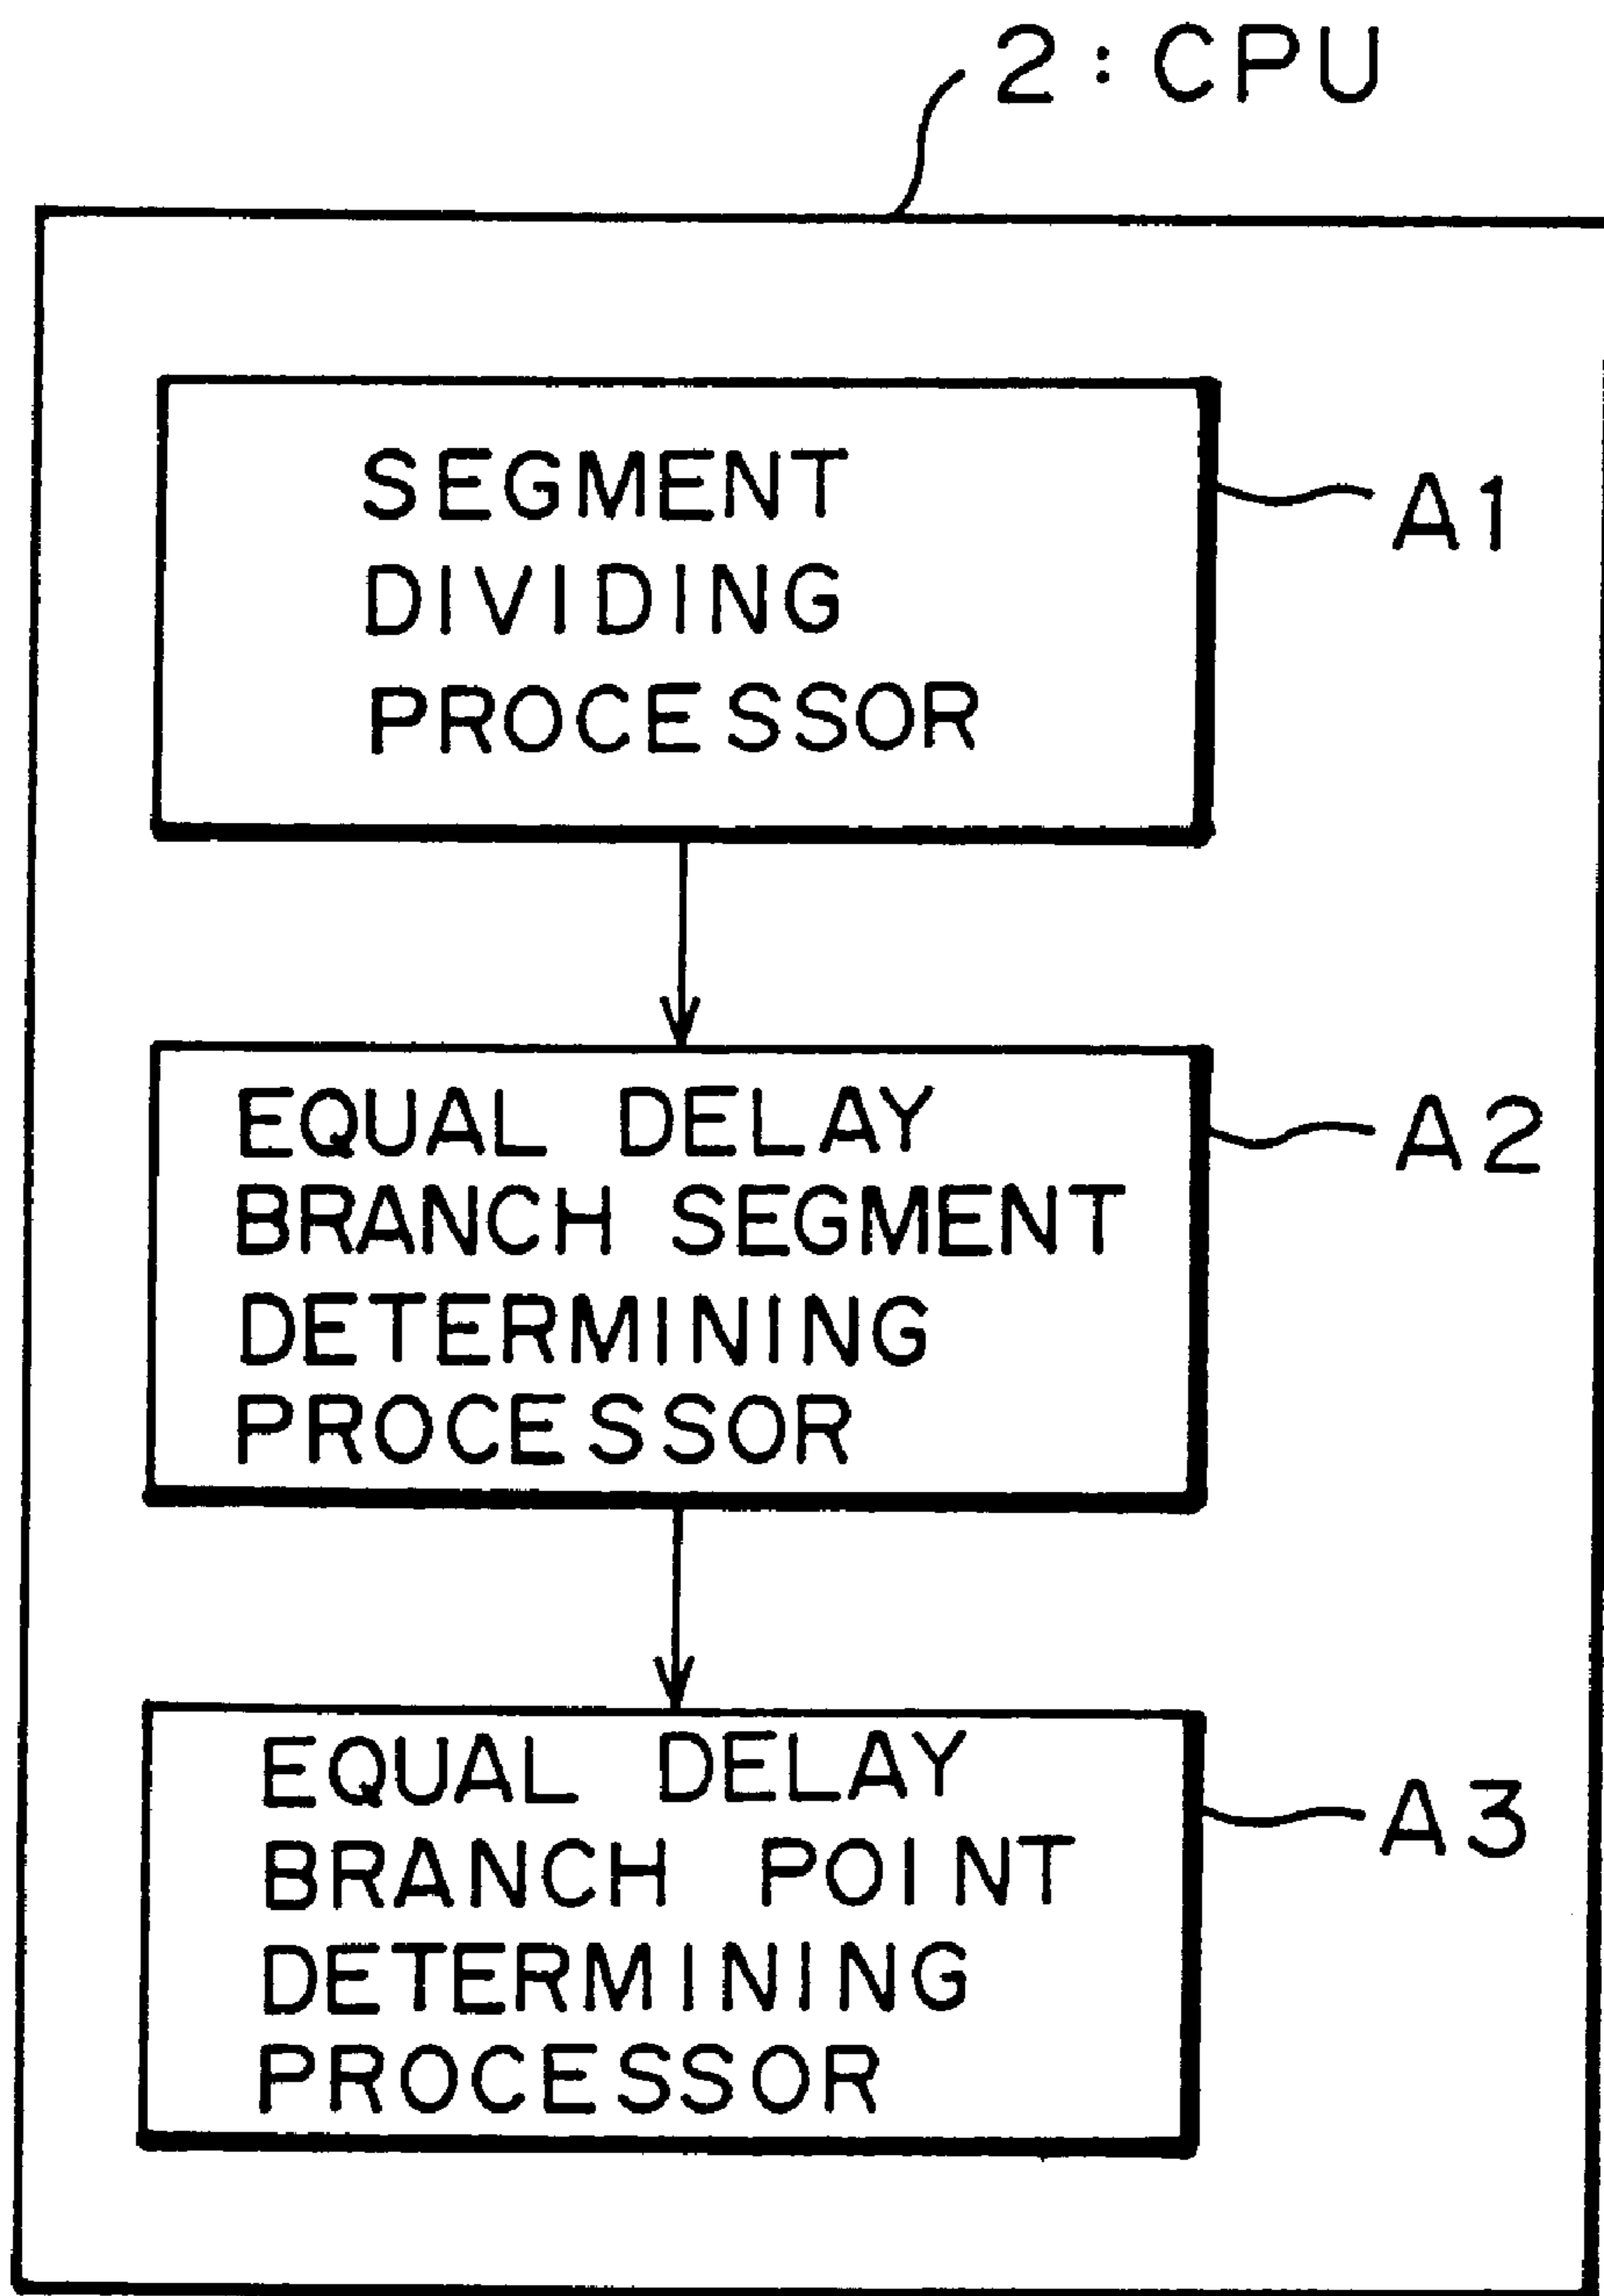 2: CPU
SEGMENT
DIVIDING
PROCESSOR
A1
EQUAL DELAY
BRANCH SEGMENT
DETERMINING
PROCESSOR
A2
EQUAL DELAY
BRANCH POINT
DETERMINING
PROCESSOR
A3